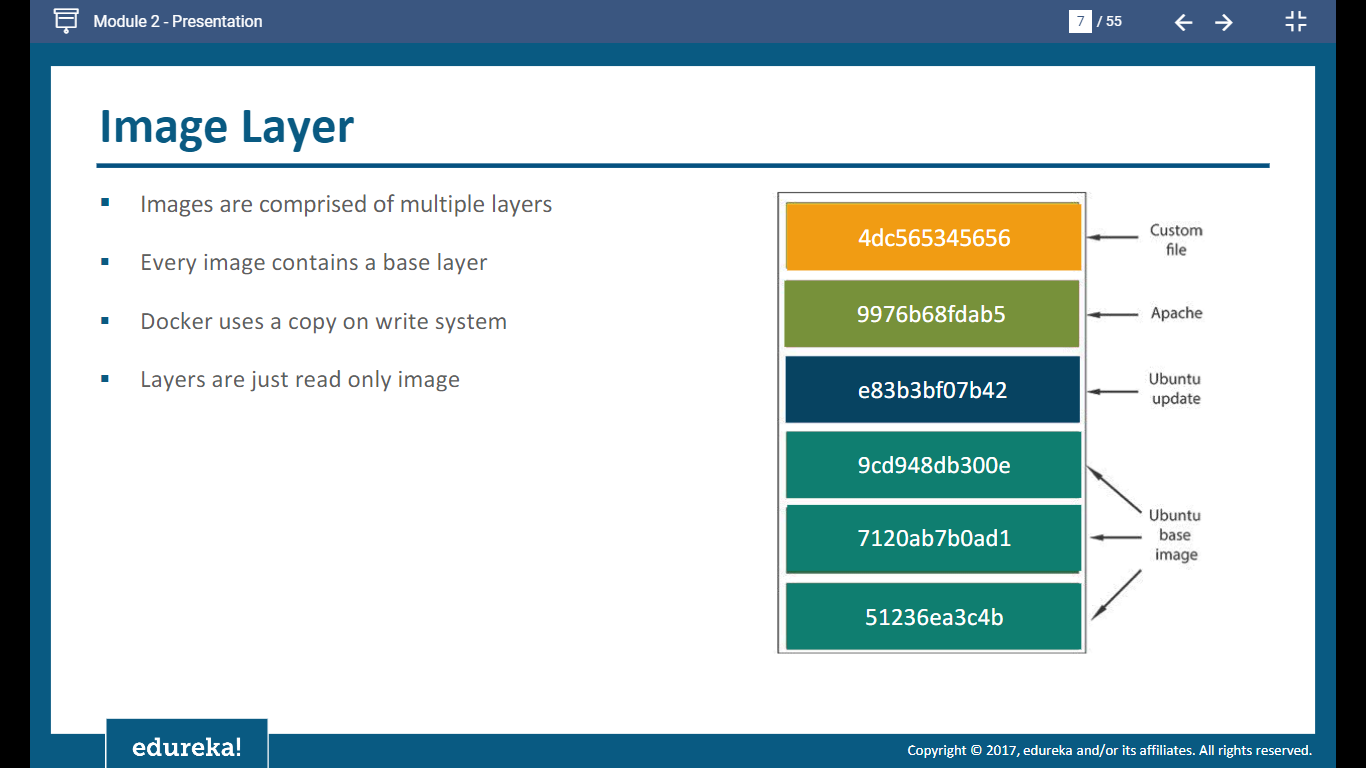 Module 2 - Presentation
7 / 55
Image Layer
Images are comprised of multiple layers
Every image contains a base layer
Docker uses a copy on write system
Layers are just read only image
4dc565345656
Custom
file
9976b68fdab5
Apache
e83b3bf07b42
Ubuntu
update
9cd948db300e
7120ab7b0ad1
51236ea3c4b
Ubuntu
base
image
edureka!
Copyright © 2017, edureka and/or its affiliates. All rights reserved.